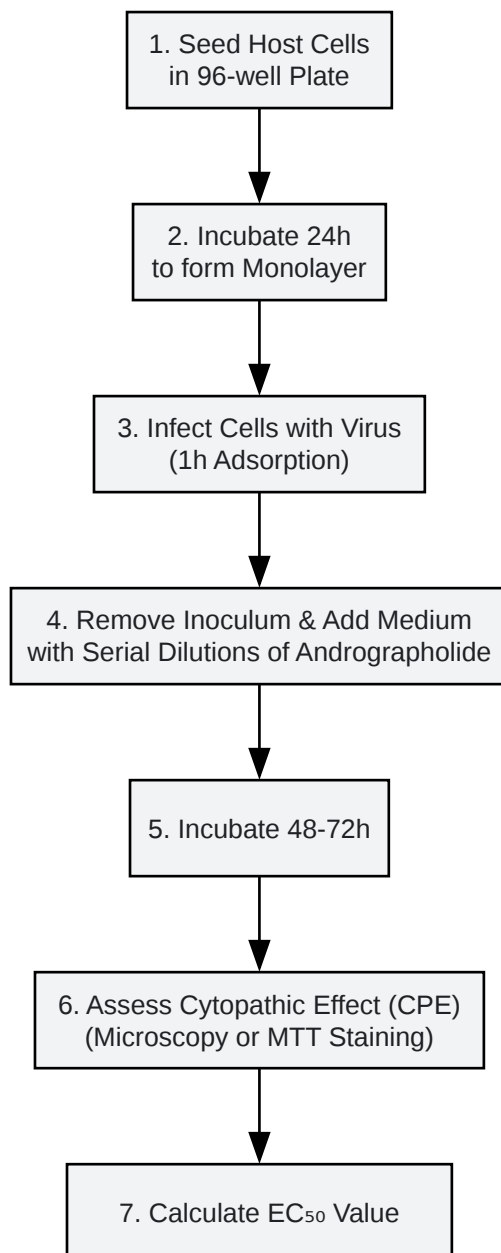 1. Seed Host Cells
in 96-well Plate
2. Incubate 24h
to form Monolayer
3. Infect Cells with Virus
(1h Adsorption)
4. Remove Inoculum & Add Medium
with Serial Dilutions of Andrographolide
5. Incubate 48-72h
6. Assess Cytopathic Effect (CPE)
(Microscopy or MTT Staining)
7. Calculate EC₅₀ Value